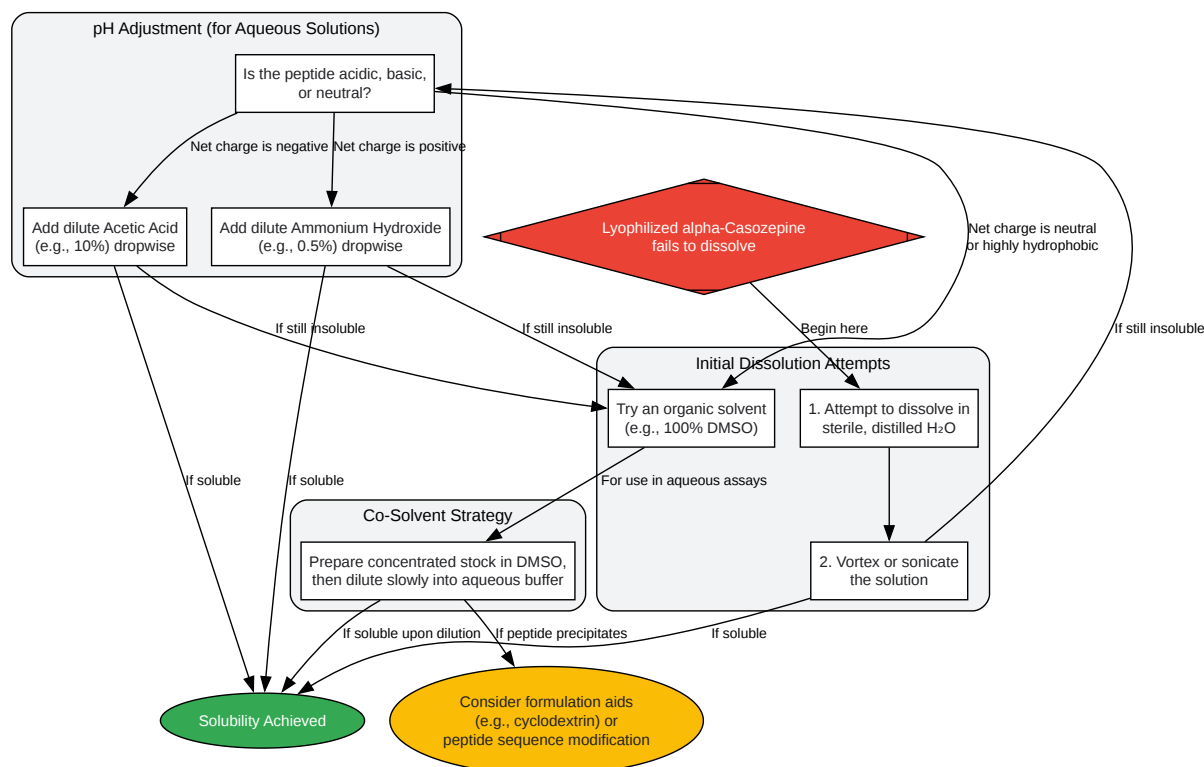 pH Adjustment (for Aqueous Solutions)
Is the peptide acidic, basic,
or neutral?
Net charge is negative
Net charge is positive
Add dilute Acetic Acid
(e.g., 10%) dropwise
Add dilute Ammonium Hydroxide
(e.g., 0.5%) dropwise
Lyophilized alpha-Casozepine
fails to dissolve
Net charge is neutral
or highly hydrophobic
If still insoluble
If still insoluble
Begin here
If still insoluble
Initial Dissolution Attempts
Try an organic solvent
(e.g., 100% DMSO)
1. Attempt to dissolve in
sterile, distilled H₂O
If soluble
If soluble
For use in aqueous assays
Co-Solvent Strategy
Prepare concentrated stock in DMSO,
then dilute slowly into aqueous buffer
2. Vortex or sonicate
the solution
If soluble upon dilution
If peptide precipitates
If soluble
Solubility Achieved
Consider formulation aids
(e.g., cyclodextrin) or
peptide sequence modification